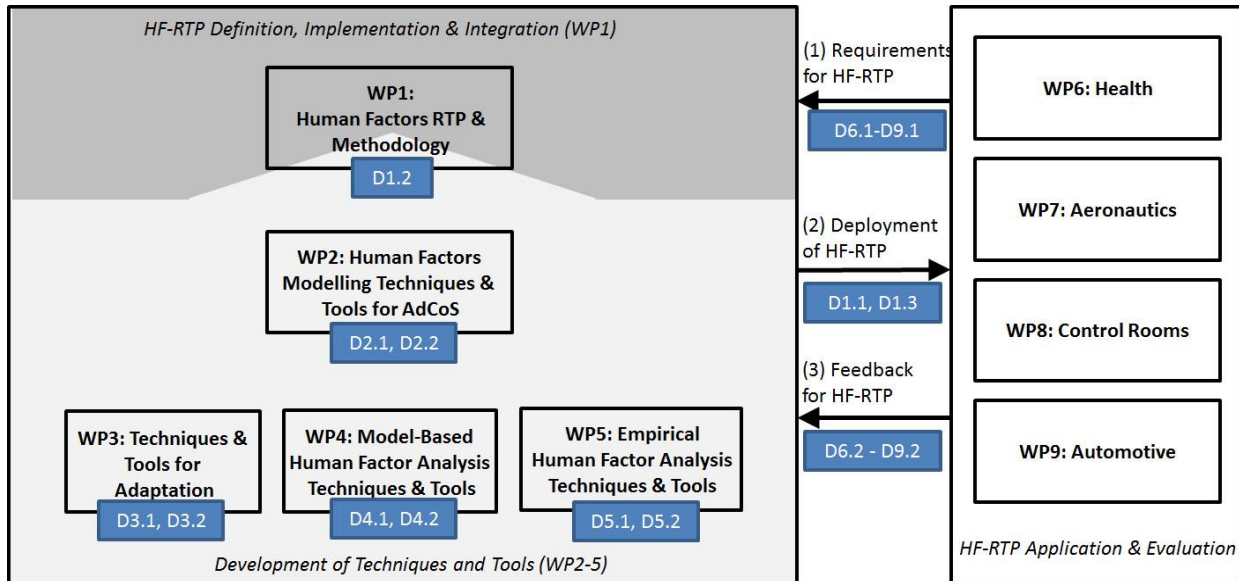 HF-RTP Definition, Implementation & Integration (WP1)
WP1:
Human Factors RTP &
Methodology
D1.2
WP2: Human Factors
Modelling Techniques &
Tools for AdCoS
D2.1, D2.2
WP3: Techniques &
Tools for
Adaptation
D3.1, D3.2
WP4: Model-Based
Human Factor Analysis
Techniques & Tools
D4.1, D4.2
WP5: Empirical
Human Factor Analysis
Techniques & Tools
D5.1, D5.2
Development of Techniques and Tools (WP2-5)
(1) Requirements
for HF-RTP
D6.1-D9.1
(2) Deployment
of HF-RTP
D1.1, D1.3
(3) Feedback
for HF-RTP
D6.2 - D9.2
WP6: Health
WP7: Aeronautics
WP8: Control Rooms
WP9: Automotive
HF-RTP Application & Evaluation